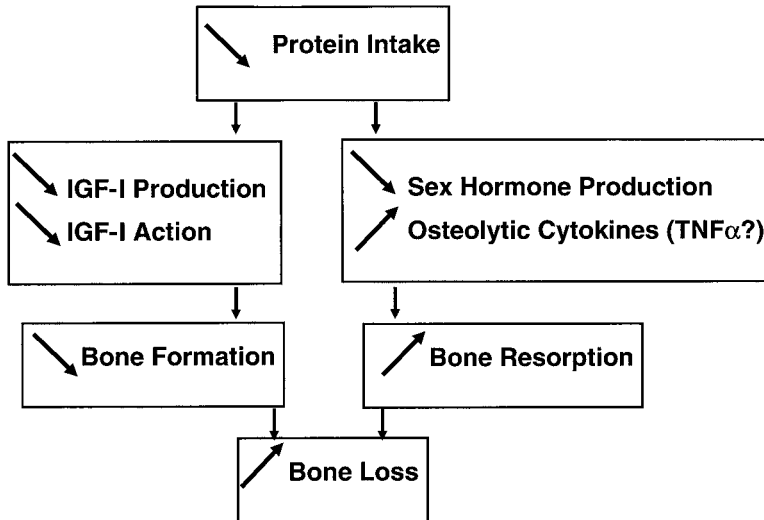 Protein Intake
IGF-I Production
IGF-I Action
Sex Hormone Production
Osteolytic Cytokines (TNFα?)
Bone Formation
Bone Resorption
Bone Loss